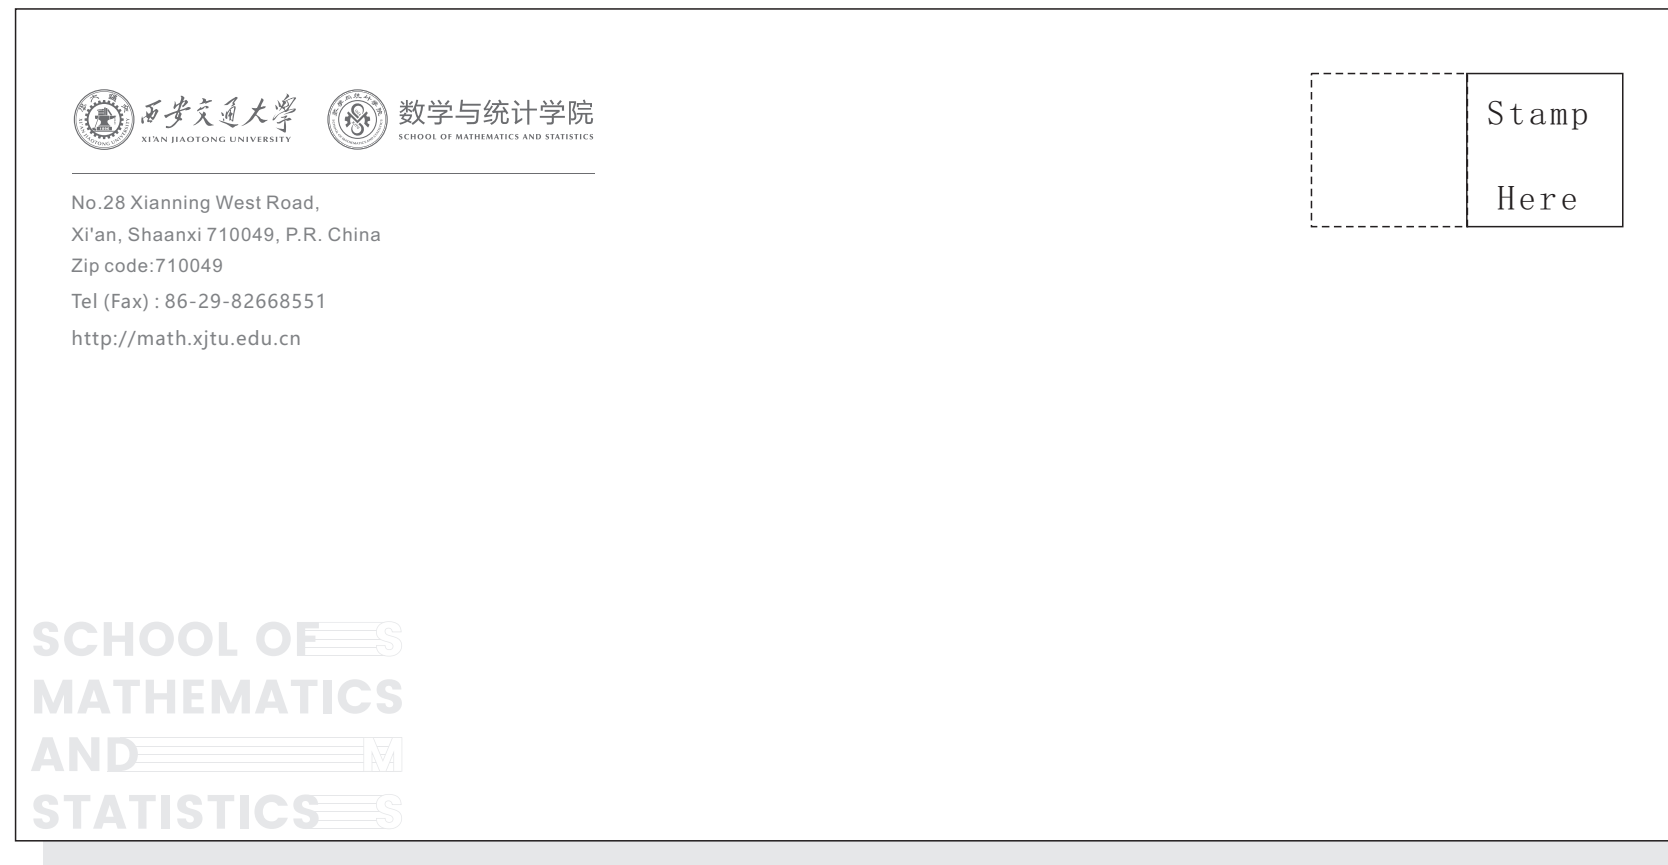 西安交通大學
XI'AN JIAOTONG UNIVERSITY
数学与统计学院
SCHOOL OF MATHEMATICS AND STATISTICS
No.28 Xianning West Road,
Xi'an, Shaanxi 710049, P.R. China
Zip code:710049
Tel (Fax) : 86-29-82668551
http://math.xjtu.edu.cn
Stamp
Here
SCHOOL OF S
MATHEMATICS
AND M
STATISTICS S